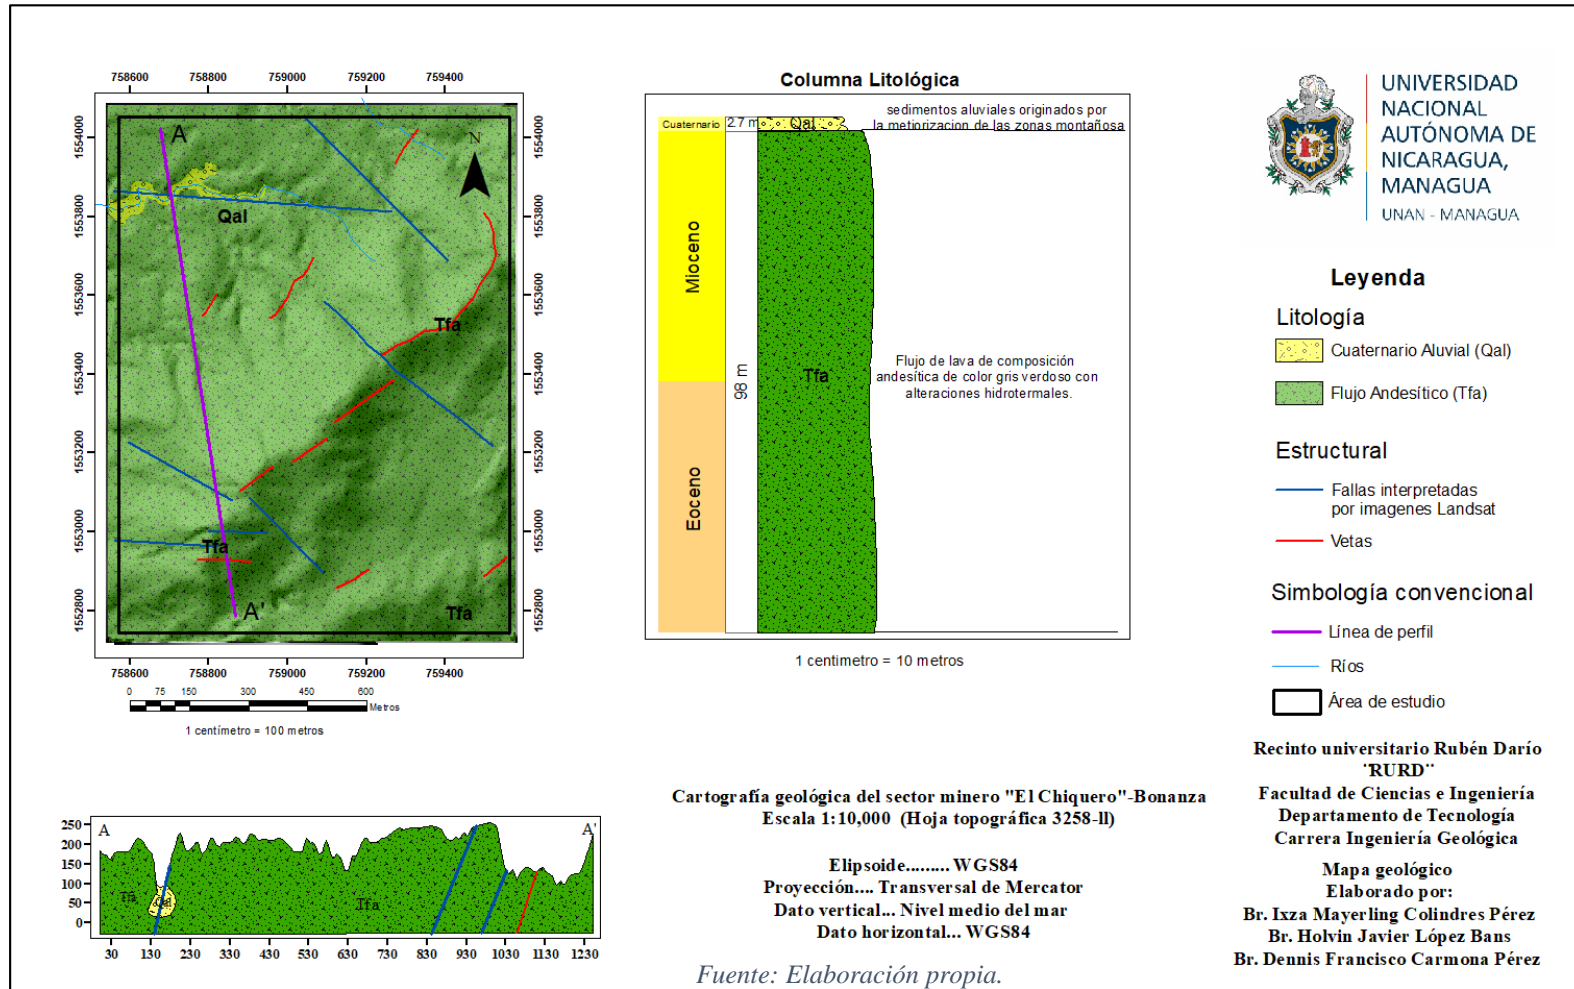 758600 758800 759000 759200 759400
1554000
1553800
1553600
1553400
1553200
1553000
1552800
A
N
Qal
Tfa
Tfa
A'
Tfa
1554000
1553800
1553600
1553400
1553200
1553000
1552800
758600 758800 759000 759200 759400
0 75 150 300 450 600
Metros
1 centímetro = 100 metros
Columna Litológica
Cuaternario
2.7 m
Qal
sedimentos aluviales originados por
la metiorizacion de las zonas montañosa
Mioceno
Eoceno
98 m
Tfa
Flujo de lava de composición
andesítica de color gris verdoso con
alteraciones hidrotermales.
1 centimetro = 10 metros
UNIVERSIDAD
NACIONAL
AUTÓNOMA DE
NICARAGUA,
MANAGUA
UNAN - MANAGUA
Leyenda
Litología
Cuaternario Aluvial (Qal)
Flujo Andesítico (Tfa)
Estructural
Fallas interpretadas
por imagenes Landsat
Vetas
Simbología convencional
Línea de perfil
Ríos
Área de estudio
Recinto universitario Rubén Darío
¨RURD¨
Facultad de Ciencias e Ingeniería
Departamento de Tecnología
Carrera Ingeniería Geológica
Mapa geológico
Elaborado por:
Br. Ixza Mayerling Colindres Pérez
Br. Holvin Javier López Bans
Br. Dennis Francisco Carmona Pérez
Cartografía geológica del sector minero "El Chiquero"-Bonanza
Escala 1:10,000 (Hoja topográfica 3258-ll)
Elipsoide......... WGS84
Proyección.... Transversal de Mercator
Dato vertical... Nivel medio del mar
Dato horizontal... WGS84
250
200
150
100
50
0
A
A'
Tfa
Qal
Tfa
30 130 230 330 430 530 630 730 830 930 1030 1130 1230
Fuente: Elaboración propia.